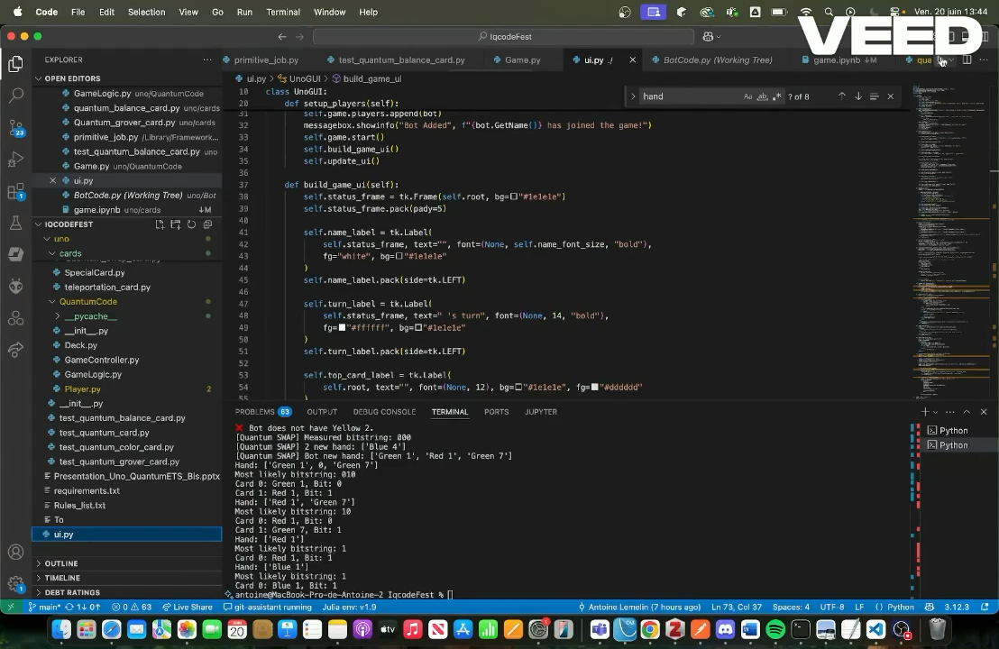 Code File Edit Selection View Go Run Terminal Window Help Ven. 20 juin 13:44
IqcodeFest
VEED
EXPLORER
primitive_job.py test_quantum_balance_card.py Game.py ui.py ./ BotCode.py (Working Tree) game.ipynb M qua
OPEN EDITORS
GameLogic.py uno/QuantumCode
quantum_balance_card.py uno/...
Quantum_grover_card.py uno/...
primitive_job.py /Library/Framework...
test_quantum_balance_card.py uno
Game.py uno/QuantumCode
ui.py
BotCode.py (Working Tree) uno/Bot
game.ipynb uno/cards M
IQCODEFEST
uno
cards
SpecialCard.py
teleportation_card.py
QuantumCode
__pycache__
__init__.py
Deck.py
GameController.py
GameLogic.py
Player.py 2
__init__.py
test_quantum_balance_card.py
test_quantum_card.py
test_quantum_color_card.py
test_quantum_grover_card.py
Presentation_Uno_QuantumETS_Bis.pptx
requirements.txt
Rules_list.txt
To
ui.py
OUTLINE
TIMELINE
DEBT RATINGS
ui.py > UnoGUI > build_game_ui
hand Aa ab .* ? of 8
10 class UnoGUI:
20 def setup_players(self):
31 self.game.players.append(bot)
32 messagebox.showinfo("Bot Added", f"{bot.GetName()} has joined the game!")
33 self.game.start()
34 self.build_game_ui()
35 self.update_ui()
36
37 def build_game_ui(self):
38 self.status_frame = tk.Frame(self.root, bg="#1e1e1e")
39 self.status_frame.pack(pady=5)
40
41 self.name_label = tk.Label(
42 self.status_frame, text="", font=(None, self.name_font_size, "bold"),
43 fg="white", bg="#1e1e1e"
44 )
45 self.name_label.pack(side=tk.LEFT)
46
47 self.turn_label = tk.Label(
48 self.status_frame, text=" 's turn", font=(None, 14, "bold"),
49 fg="#ffffff", bg="#1e1e1e"
50 )
51 self.turn_label.pack(side=tk.LEFT)
52
53 self.top_card_label = tk.Label(
54 self.root, text="", font=(None, 12), bg="#1e1e1e", fg="#dddddd"
55 )
PROBLEMS 63 OUTPUT DEBUG CONSOLE TERMINAL PORTS JUPYTER
Bot does not have Yellow 2.
[Quantum SWAP] Measured bitstring: 000
[Quantum SWAP] 2 new hand: ['Blue 4']
[Quantum SWAP] Bot new hand: ['Green 1', 'Red 1', 'Green 7']
Hand: ['Green 1', 0, 'Green 7']
Most likely bitstring: 010
Card 0: Green 1, Bit: 0
Card 1: Red 1, Bit: 1
Hand: ['Red 1', 'Green 7']
Most likely bitstring: 10
Card 0: Red 1, Bit: 0
Card 1: Green 7, Bit: 1
Hand: ['Red 1']
Most likely bitstring: 1
Card 0: Red 1, Bit: 1
Hand: ['Blue 1']
Most likely bitstring: 1
Card 0: Blue 1, Bit: 1
antoine@MacBook-Pro-de-Antoine-2 IqcodeFest %
Python
Python
23
1
1
main* 1↓ 0↑ 0 63 Live Share git-assistant running Julia env: v1.9 Antoine Lemelin (7 hours ago) Ln 73, Col 37 Spaces: 4 UTF-8 LF Python 3.12.3